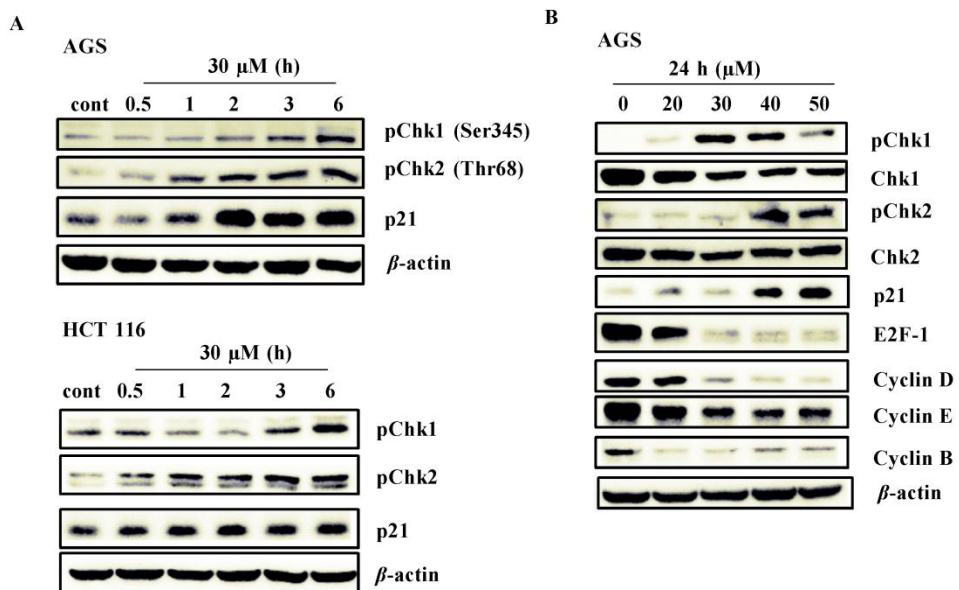 A
AGS
30 μM (h)
cont 0.5 1 2 3 6
pChk1 (Ser345)
pChk2 (Thr68)
p21
β-actin
HCT 116
30 μM (h)
cont 0.5 1 2 3 6
pChk1
pChk2
p21
β-actin
B
AGS
24 h (μM)
0 20 30 40 50
pChk1
Chk1
pChk2
Chk2
p21
E2F-1
Cyclin D
Cyclin E
Cyclin B
β-actin